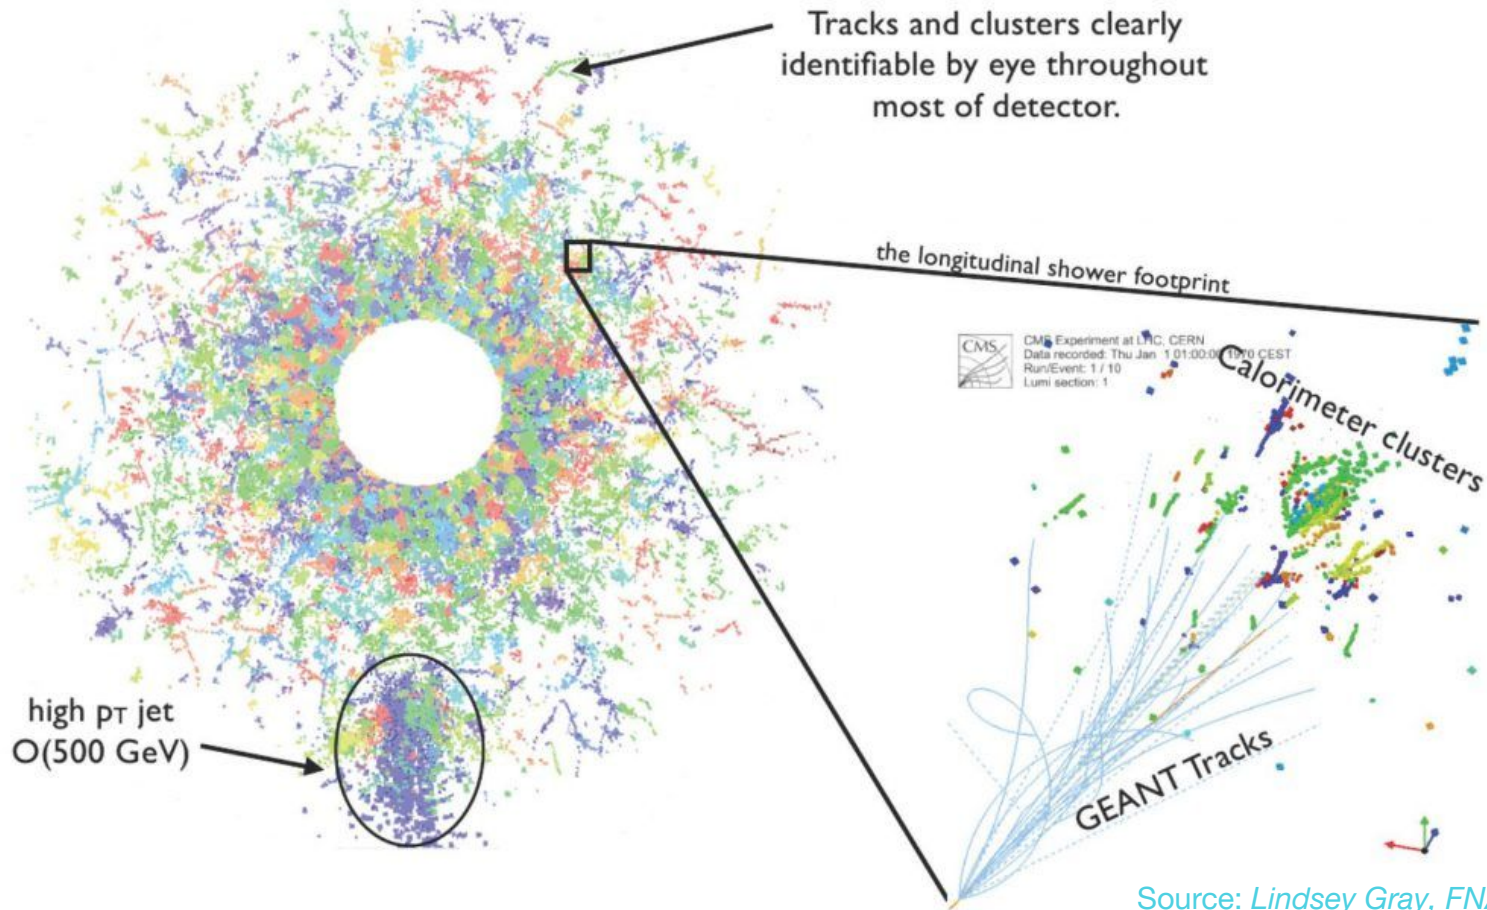 Tracks and clusters clearly
identifiable by eye throughout
most of detector.
the longitudinal shower footprint
CMS
CMS Experiment at LHC, CERN
Data recorded: Thu Jan 1 01:00:00 1970 CEST
Run/Event: 1 / 10
Lumi section: 1
Calorimeter clusters
high pT jet
O(500 GeV)
GEANT Tracks
Source: Lindsey Gray, FN